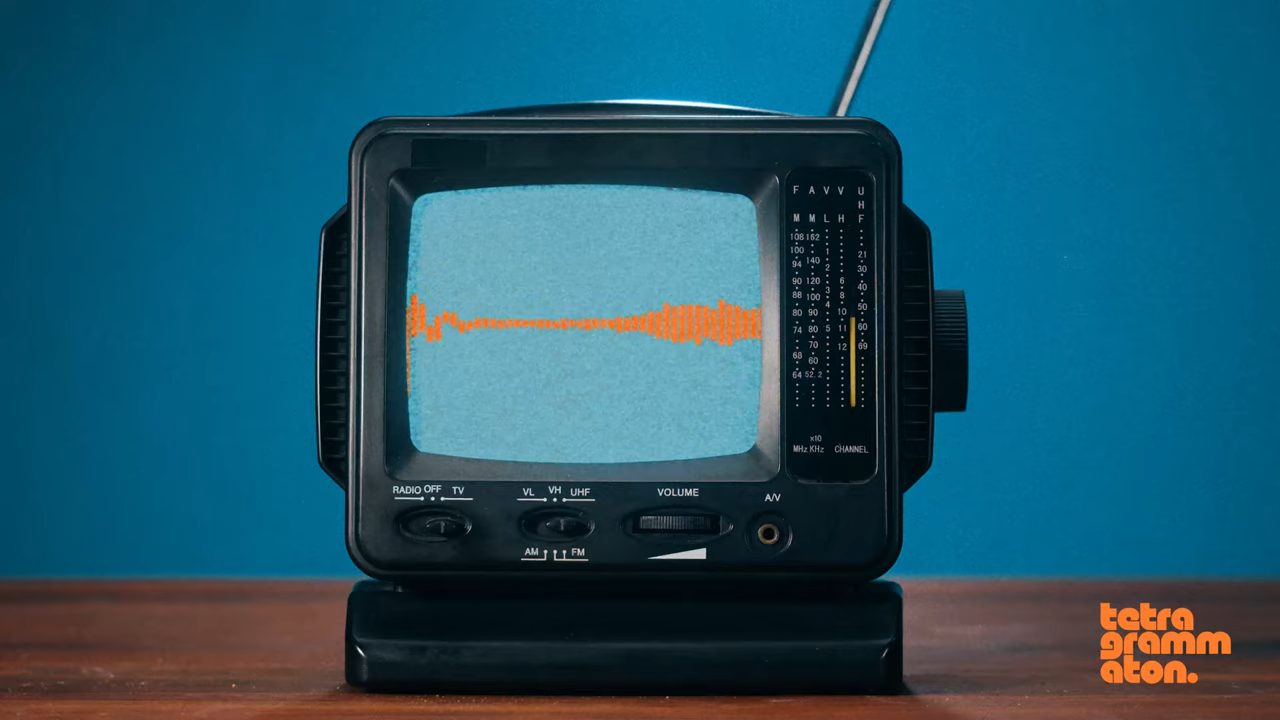 F A V V U
H
M M L H F
108 162
100
1
21
94
140
2
30
90
120
6
40
3
88
100
8
4
50
80
90
10
74
80
5
11
60
70
12
69
68
60
64
52.2
x10
MHz KHz CHANNEL
RADIO OFF TV
VL VH UHF
VOLUME
A/V
AM FM
tetra
gramm
aton.